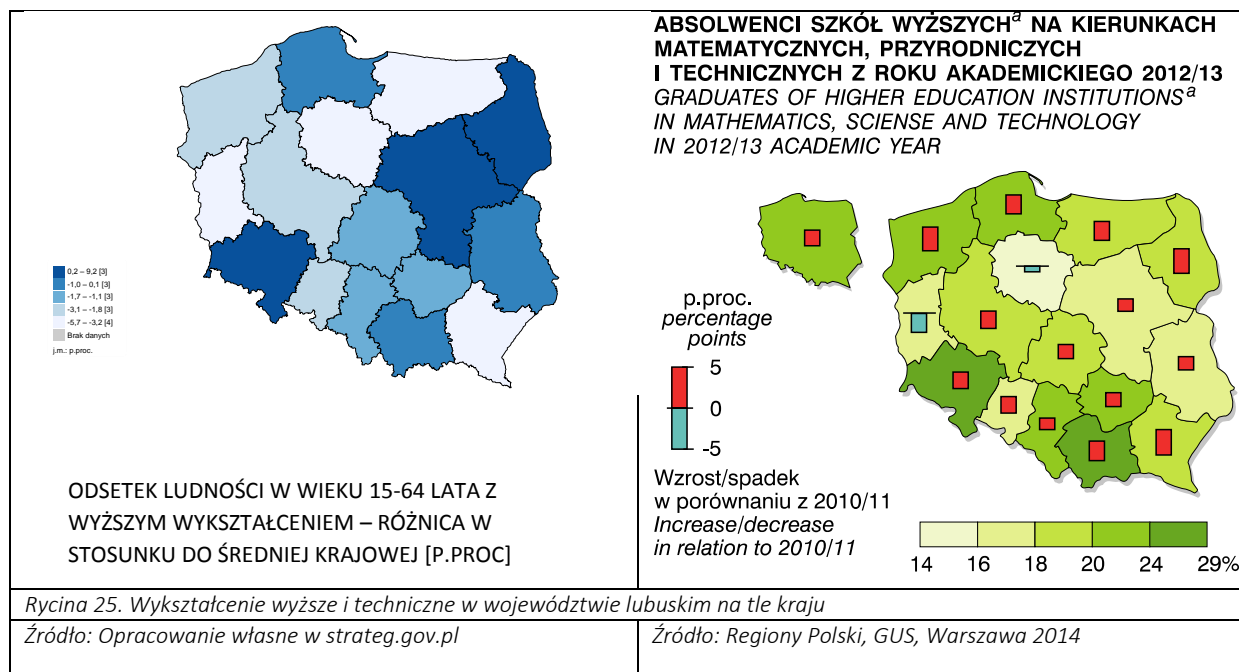 0,2 – 9,2 [3]
-1,0 – 0,1 [3]
-1,7 – -1,1 [3]
-3,1 – -1,8 [3]
-5,7 – -3,2 [4]
Brak danych
j.m.: p.proc.
ODSETEK LUDNOŚCI W WIEKU 15-64 LATA Z
WYŻSZYM WYKSZTAŁCENIEM – RÓŻNICA W
STOSUNKU DO ŚREDNIEJ KRAJOWEJ [P.PROC]
ABSOLWENCI SZKÓŁ WYŻSZYCHa NA KIERUNKACH
MATEMATYCZNYCH, PRZYRODNICZYCH
I TECHNICZNYCH Z ROKU AKADEMICKIEGO 2012/13
GRADUATES OF HIGHER EDUCATION INSTITUTIONSa
IN MATHEMATICS, SCIENSE AND TECHNOLOGY
IN 2012/13 ACADEMIC YEAR
p.proc.
percentage
points
5
0
-5
Wzrost/spadek
w porównaniu z 2010/11
Increase/decrease
in relation to 2010/11
14 16 18 20 24 29%
Rycina 25. Wykształcenie wyższe i techniczne w województwie lubuskim na tle kraju
Źródło: Opracowanie własne w strateg.gov.pl
Źródło: Regiony Polski, GUS, Warszawa 2014